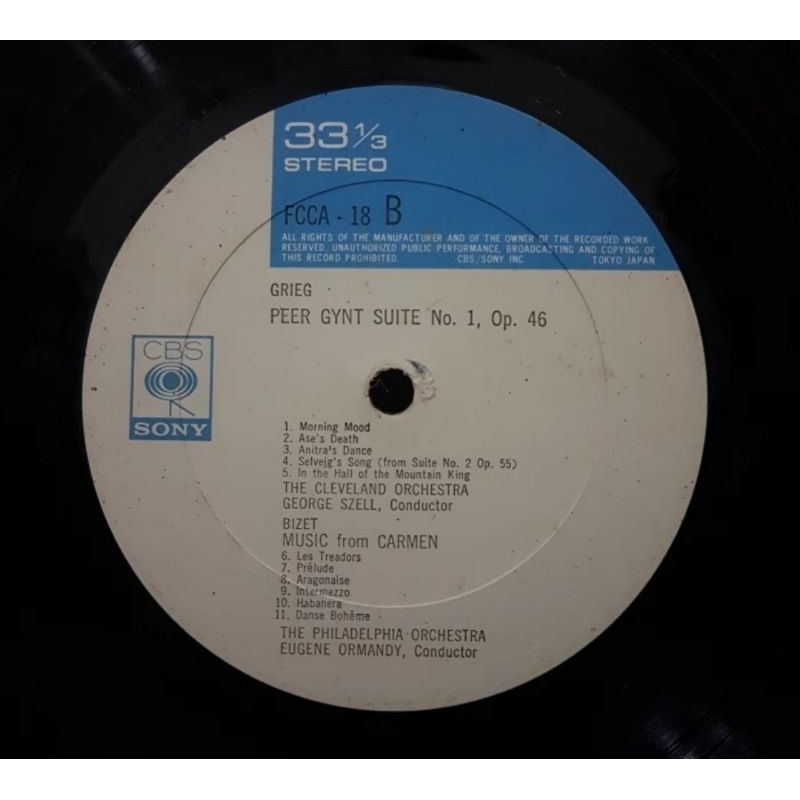 33 1/3
STEREO
FCCA - 18 B
ALL RIGHTS OF THE MANUFACTURER AND OF THE OWNER OF THE RECORDED WORK
RESERVED. UNAUTHORIZED PUBLIC PERFORMANCE, BROADCASTING AND COPYING OF
THIS RECORD PROHIBITED. CBS/SONY INC. TOKYO JAPAN
GRIEG
PEER GYNT SUITE No. 1, Op. 46
CBS
SONY
1. Morning Mood
2. Ase's Death
3. Anitra's Dance
4. Selvejg's Song (from Suite No. 2 Op. 55)
5. In the Hall of the Mountain King
THE CLEVELAND ORCHESTRA
GEORGE SZELL, Conductor
BIZET
MUSIC from CARMEN
6. Les Treadors
7. Prélude
8. Aragonaise
9. Intermezzo
10. Habanera
11. Danse Bohême
THE PHILADELPHIA ORCHESTRA
EUGENE ORMANDY, Conductor